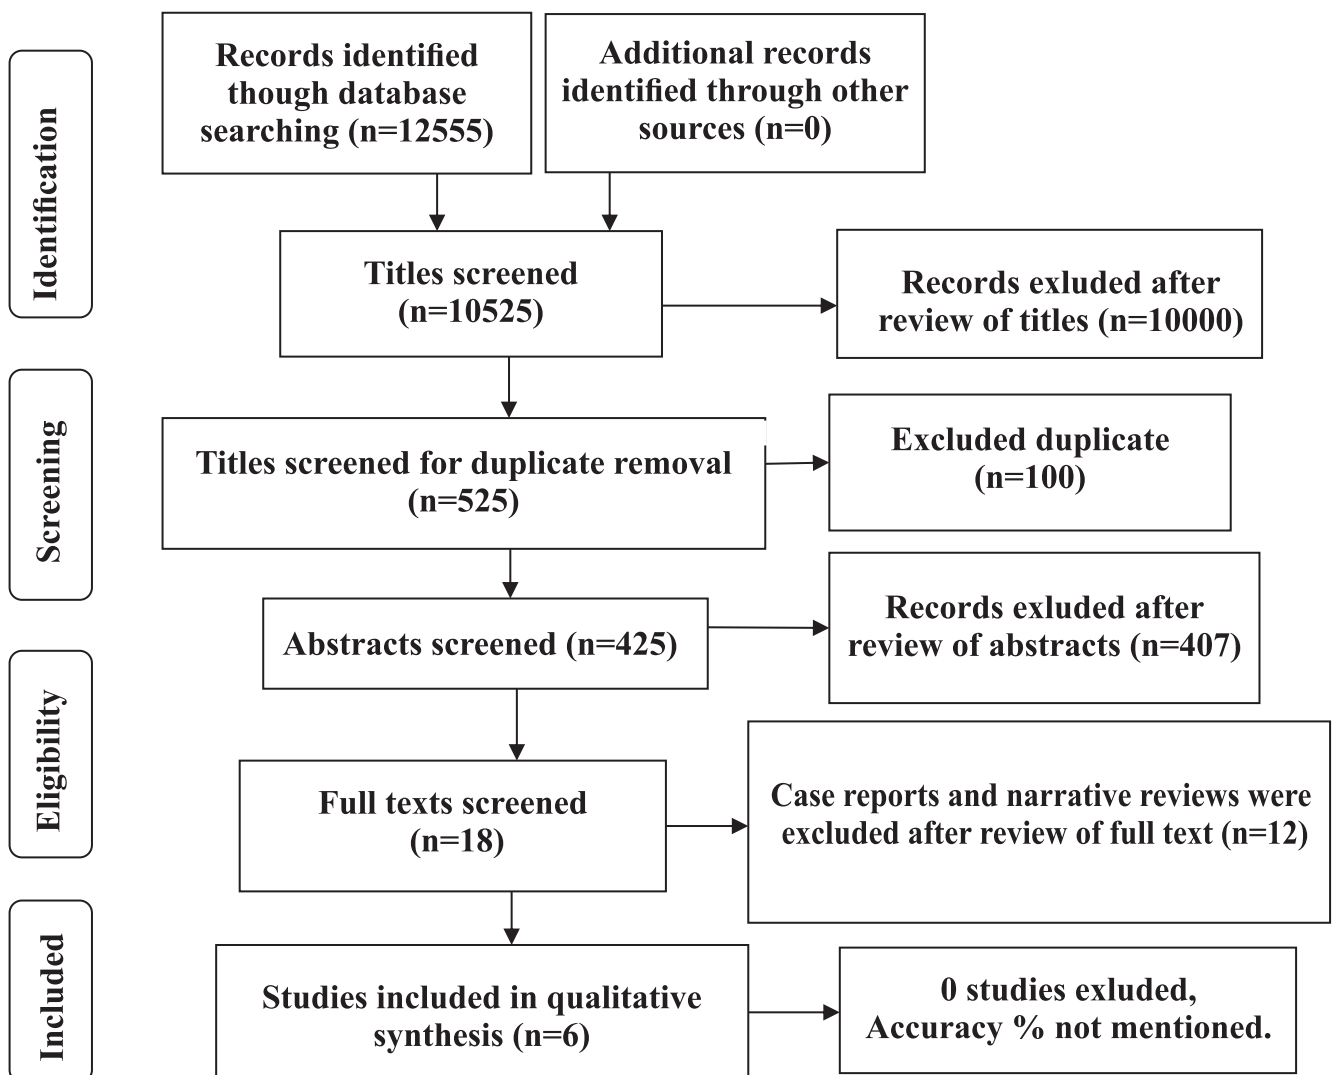 Identification
Records identified
though database
searching (n=12555)
Additional records
identified through other
sources (n=0)
Titles screened
(n=10525)
Records exluded after
review of titles (n=10000)
Screening
Titles screened for duplicate removal
(n=525)
Excluded duplicate
(n=100)
Abstracts screened (n=425)
Records exluded after
review of abstracts (n=407)
Eligibility
Full texts screened
(n=18)
Case reports and narrative reviews were
excluded after review of full text (n=12)
Included
Studies included in qualitative
synthesis (n=6)
0 studies exluded,
Accuracy % not mentioned.